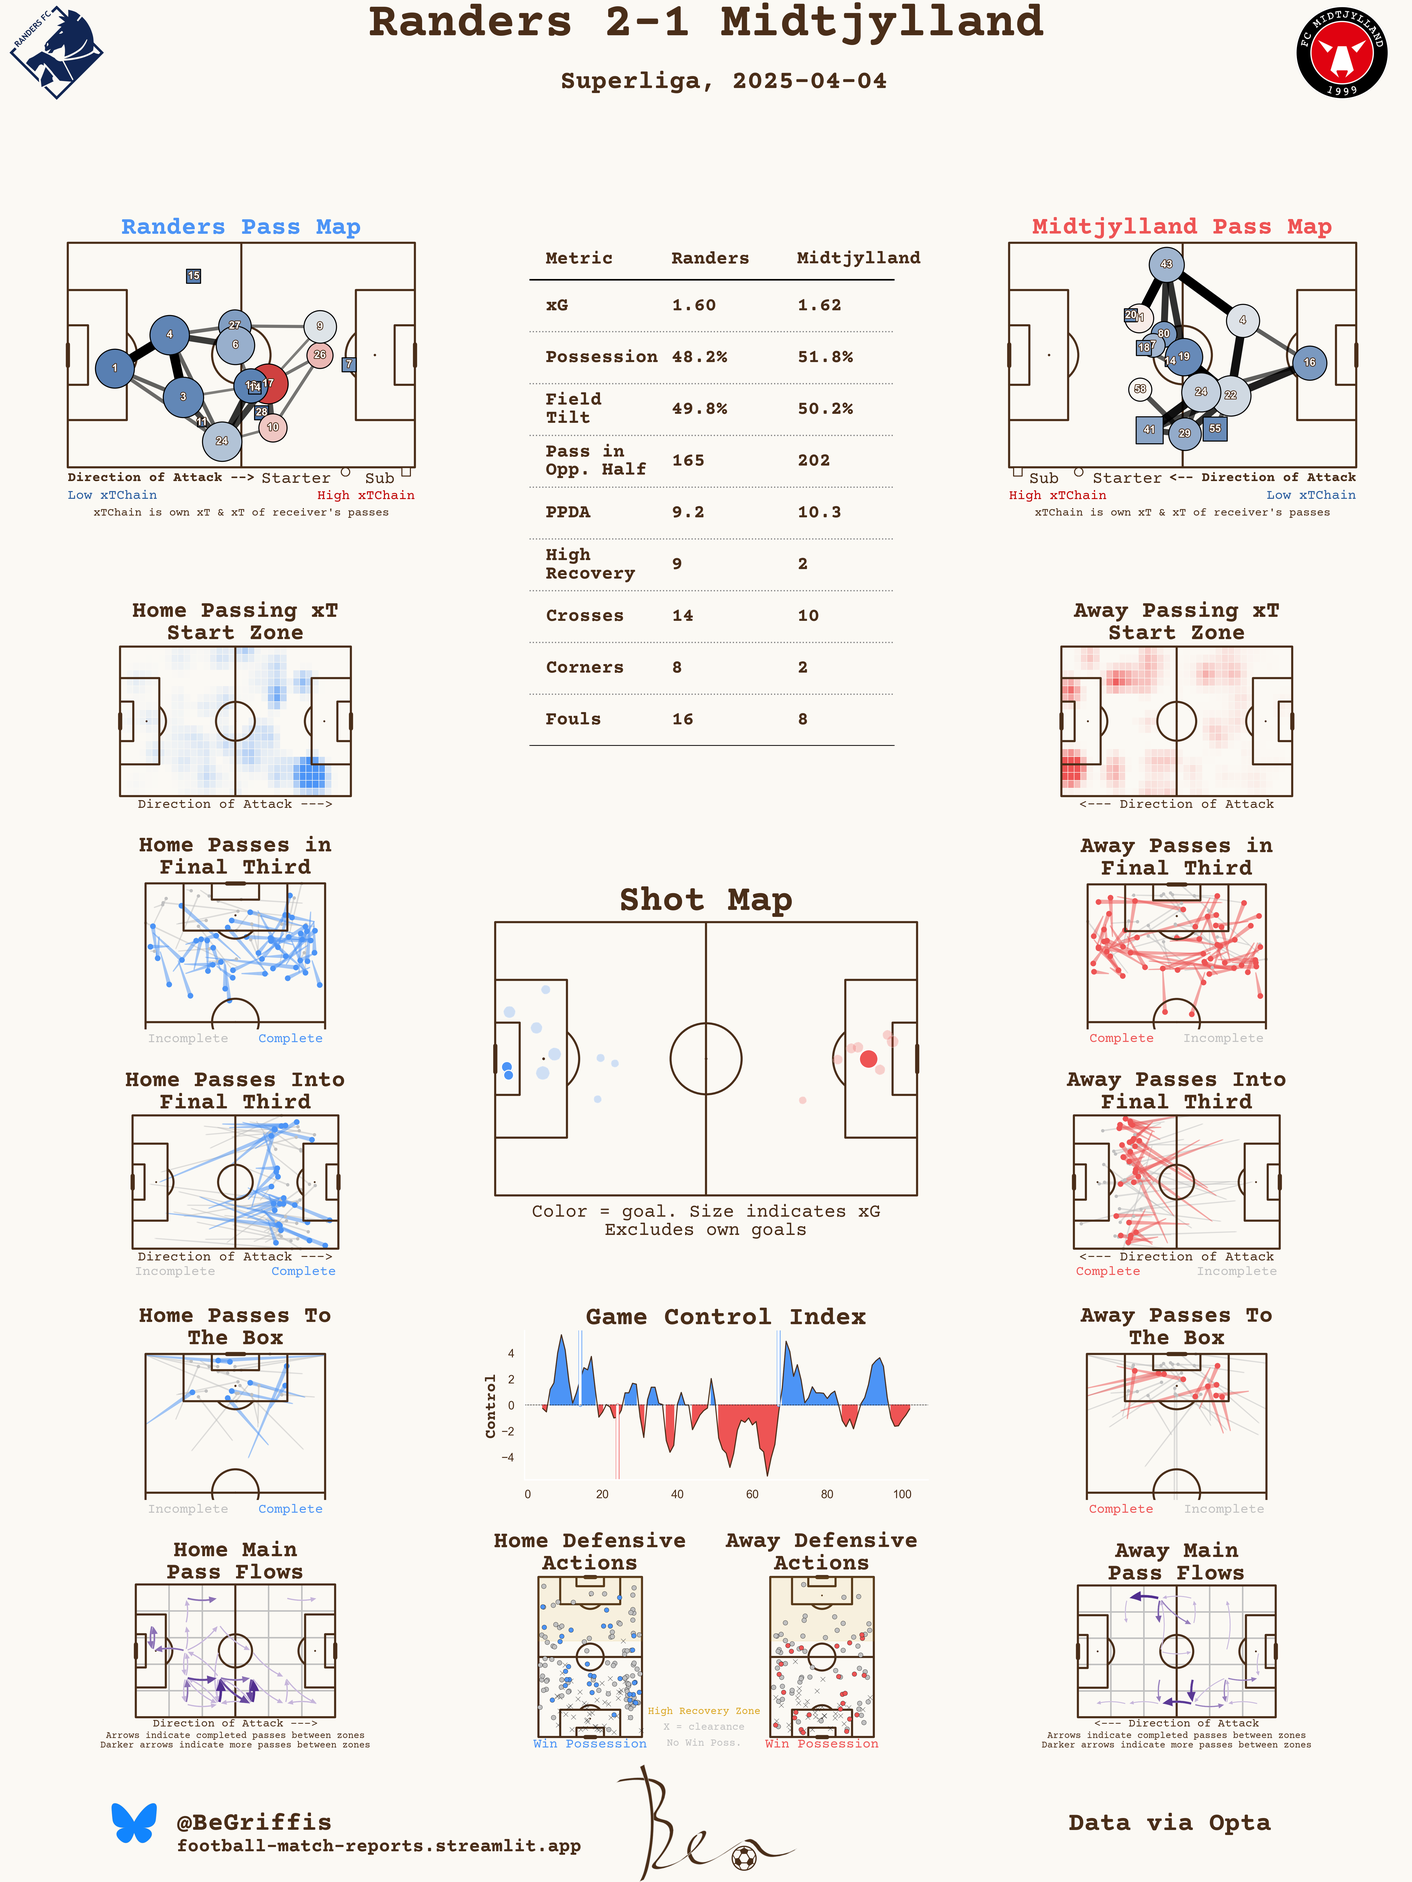 Randers 2-1 Midtjylland
Superliga, 2025-04-04
RANDERS FC
FC MIDTJYLLAND
1999
Randers Pass Map
15
4
27
6
9
26
7
1
3
17
14
11
28
10
24
Direction of Attack --> Starter Sub
Low xTChain High xTChain
xTChain is own xT & xT of receiver's passes
Metric Randers Midtjylland
xG 1.60 1.62
Possession 48.2% 51.8%
Field Tilt 49.8% 50.2%
Pass in Opp. Half 165 202
PPDA 9.2 10.3
High Recovery 9 2
Crosses 14 10
Corners 8 2
Fouls 16 8
Midtjylland Pass Map
43
20
4
80
18
19
14
16
58
24
22
41
29
55
Sub Starter <-- Direction of Attack
High xTChain Low xTChain
xTChain is own xT & xT of receiver's passes
Home Passing xT
Start Zone
Direction of Attack --->
Away Passing xT
Start Zone
<--- Direction of Attack
Home Passes in
Final Third
Incomplete Complete
Away Passes in
Final Third
Complete Incomplete
Shot Map
Color = goal. Size indicates xG
Excludes own goals
Home Passes Into
Final Third
Direction of Attack --->
Incomplete Complete
Away Passes Into
Final Third
<--- Direction of Attack
Complete Incomplete
Home Passes To
The Box
Incomplete Complete
Game Control Index
Control
4
2
0
−2
−4
0 20 40 60 80 100
Away Passes To
The Box
Complete Incomplete
Home Main
Pass Flows
Direction of Attack --->
Arrows indicate completed passes between zones
Darker arrows indicate more passes between zones
Home Defensive
Actions
Win Possession
High Recovery Zone
X = clearance
No Win Poss.
Away Defensive
Actions
Win Possession
Away Main
Pass Flows
<--- Direction of Attack
Arrows indicate completed passes between zones
Darker arrows indicate more passes between zones
@BeGriffis
football-match-reports.streamlit.app
Ben
Data via Opta